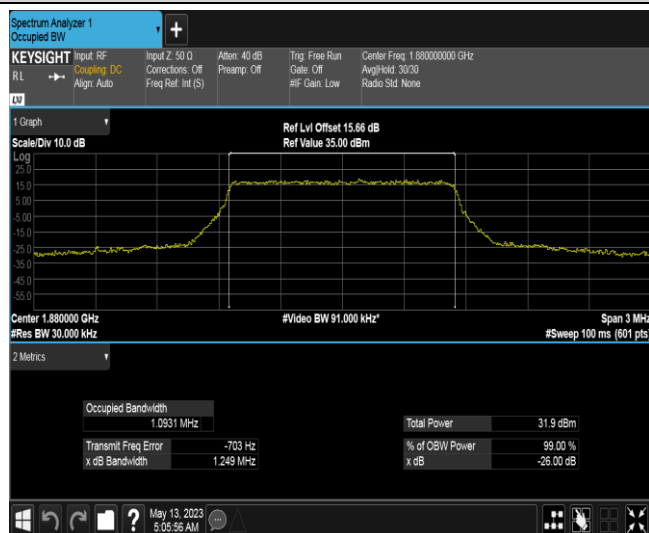 Spectrum Analyzer 1
Occupied BW
+
KEYSIGHT
RL
LXI
Input: RF
Coupling: DC
Align: Auto
Input Z: 50 Ω
Corrections: Off
Freq Ref: Int (S)
Atten: 40 dB
Preamp: Off
Trig: Free Run
Gate: Off
#IF Gain: Low
Center Freq: 1.880000000 GHz
Avg|Hold: 30/30
Radio Std: None
1 Graph
Scale/Div 10.0 dB
Ref Lvl Offset 15.66 dB
Ref Value 35.00 dBm
Log
25.0
15.0
5.00
-5.00
-15.0
-25.0
-35.0
-45.0
-55.0
Center 1.880000 GHz
#Res BW 30.000 kHz
#Video BW 91.000 kHz*
Span 3 MHz
#Sweep 100 ms (601 pts)
2 Metrics
Occupied Bandwidth
1.0931 MHz
Transmit Freq Error -703 Hz
x dB Bandwidth 1.249 MHz
Total Power 31.9 dBm
% of OBW Power 99.00 %
x dB -26.00 dB
?
May 13, 2023
5:05:56 AM